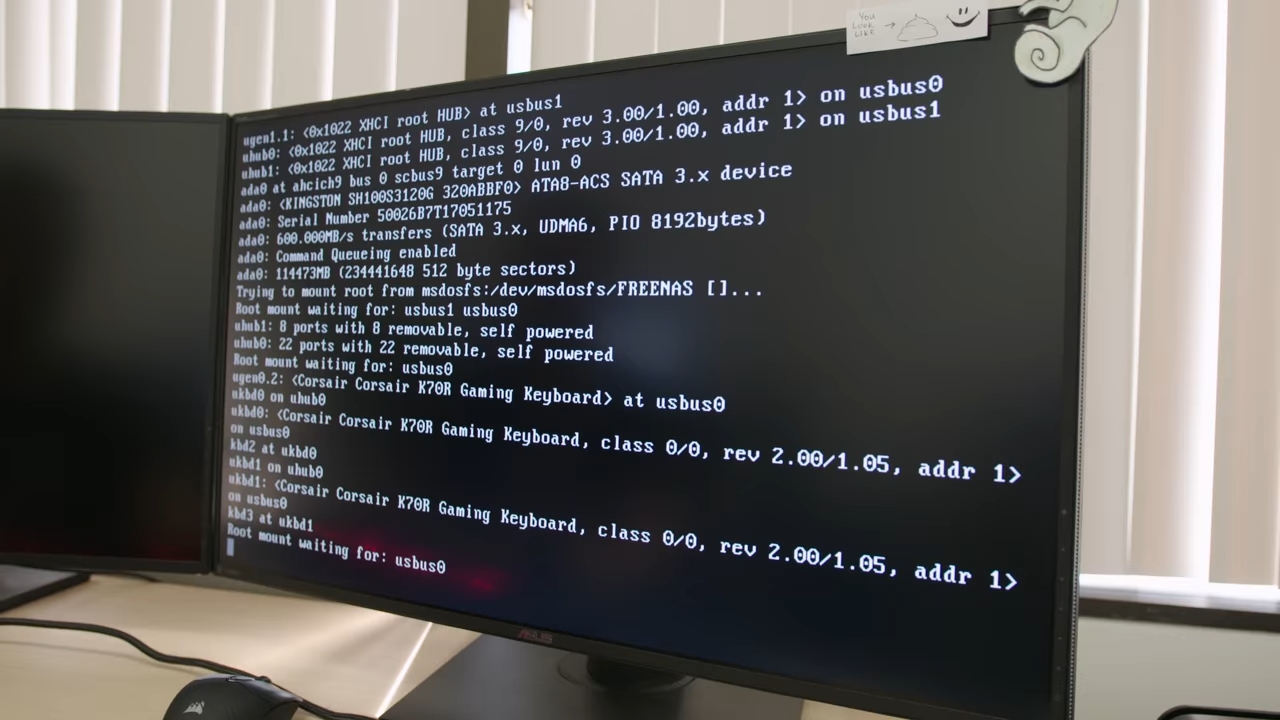 You
LOOK
LIKE
ugen1.1: <0x1022 XHCI root HUB> at usbus1
uhub0: <0x1022 XHCI root HUB, class 9/0, rev 3.00/1.00, addr 1> on usbus0
uhub1: <0x1022 XHCI root HUB, class 9/0, rev 3.00/1.00, addr 1> on usbus1
ada0 at ahcich9 bus 0 scbus9 target 0 lun 0
ada0: <KINGSTON SH100S3120G 320ABBF0> ATA8-ACS SATA 3.x device
ada0: Serial Number 50026B7T17051175
ada0: 600.000MB/s transfers (SATA 3.x, UDMA6, PIO 8192bytes)
ada0: Command Queueing enabled
ada0: 114473MB (234441648 512 byte sectors)
Trying to mount root from msdosfs:/dev/msdosfs/FREENAS []...
Root mount waiting for: usbus1 usbus0
uhub1: 8 ports with 8 removable, self powered
uhub0: 22 ports with 22 removable, self powered
Root mount waiting for: usbus0
ugen0.2: <Corsair Corsair K70R Gaming Keyboard> at usbus0
ukbd0 on uhub0
ukbd0: <Corsair Corsair K70R Gaming Keyboard, class 0/0, rev 2.00/1.05, addr 1>
on usbus0
kbd2 at ukbd0
ukbd1 on uhub0
ukbd1: <Corsair Corsair K70R Gaming Keyboard, class 0/0, rev 2.00/1.05, addr 1>
on usbus0
kbd3 at ukbd1
Root mount waiting for: usbus0
ASUS